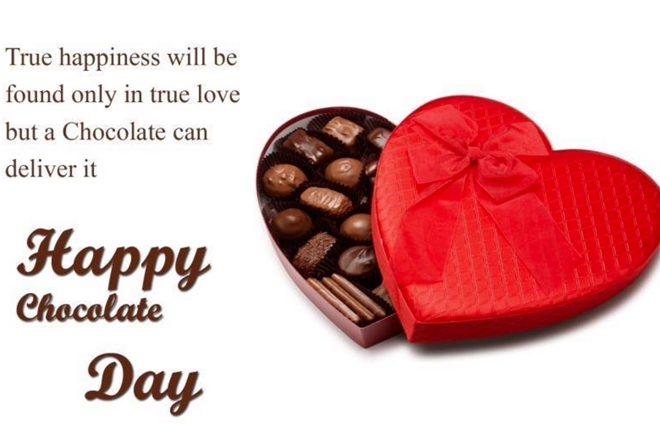 True happiness will be
found only in true love
but a Chocolate can
deliver it
Happy
Chocolate
Day